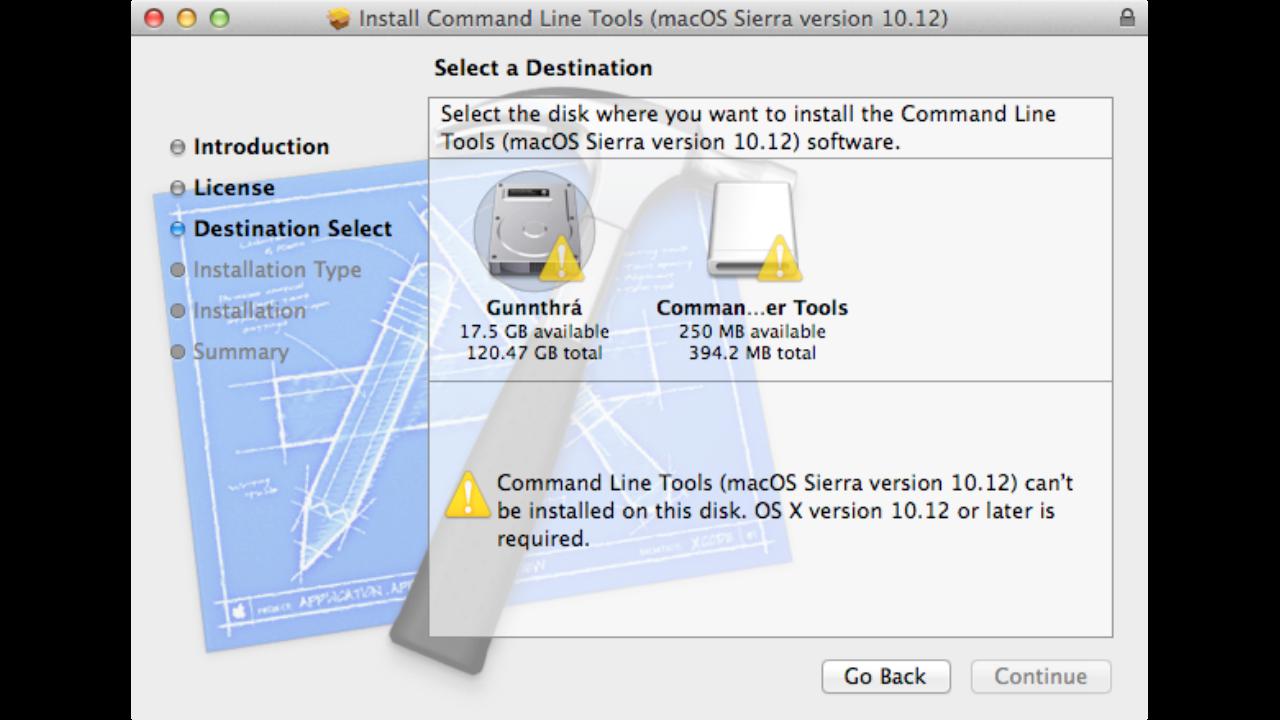 Install Command Line Tools (macOS Sierra version 10.12)
Select a Destination
Introduction
License
Destination Select
Installation Type
Installation
Summary
Select the disk where you want to install the Command Line
Tools (macOS Sierra version 10.12) software.
Gunnthrá
17.5 GB available
120.47 GB total
Comman...er Tools
250 MB available
394.2 MB total
Command Line Tools (macOS Sierra version 10.12) can't
be installed on this disk. OS X version 10.12 or later is
required.
PROJECT: APPLICATION.APP
XCODE
Go Back
Continue